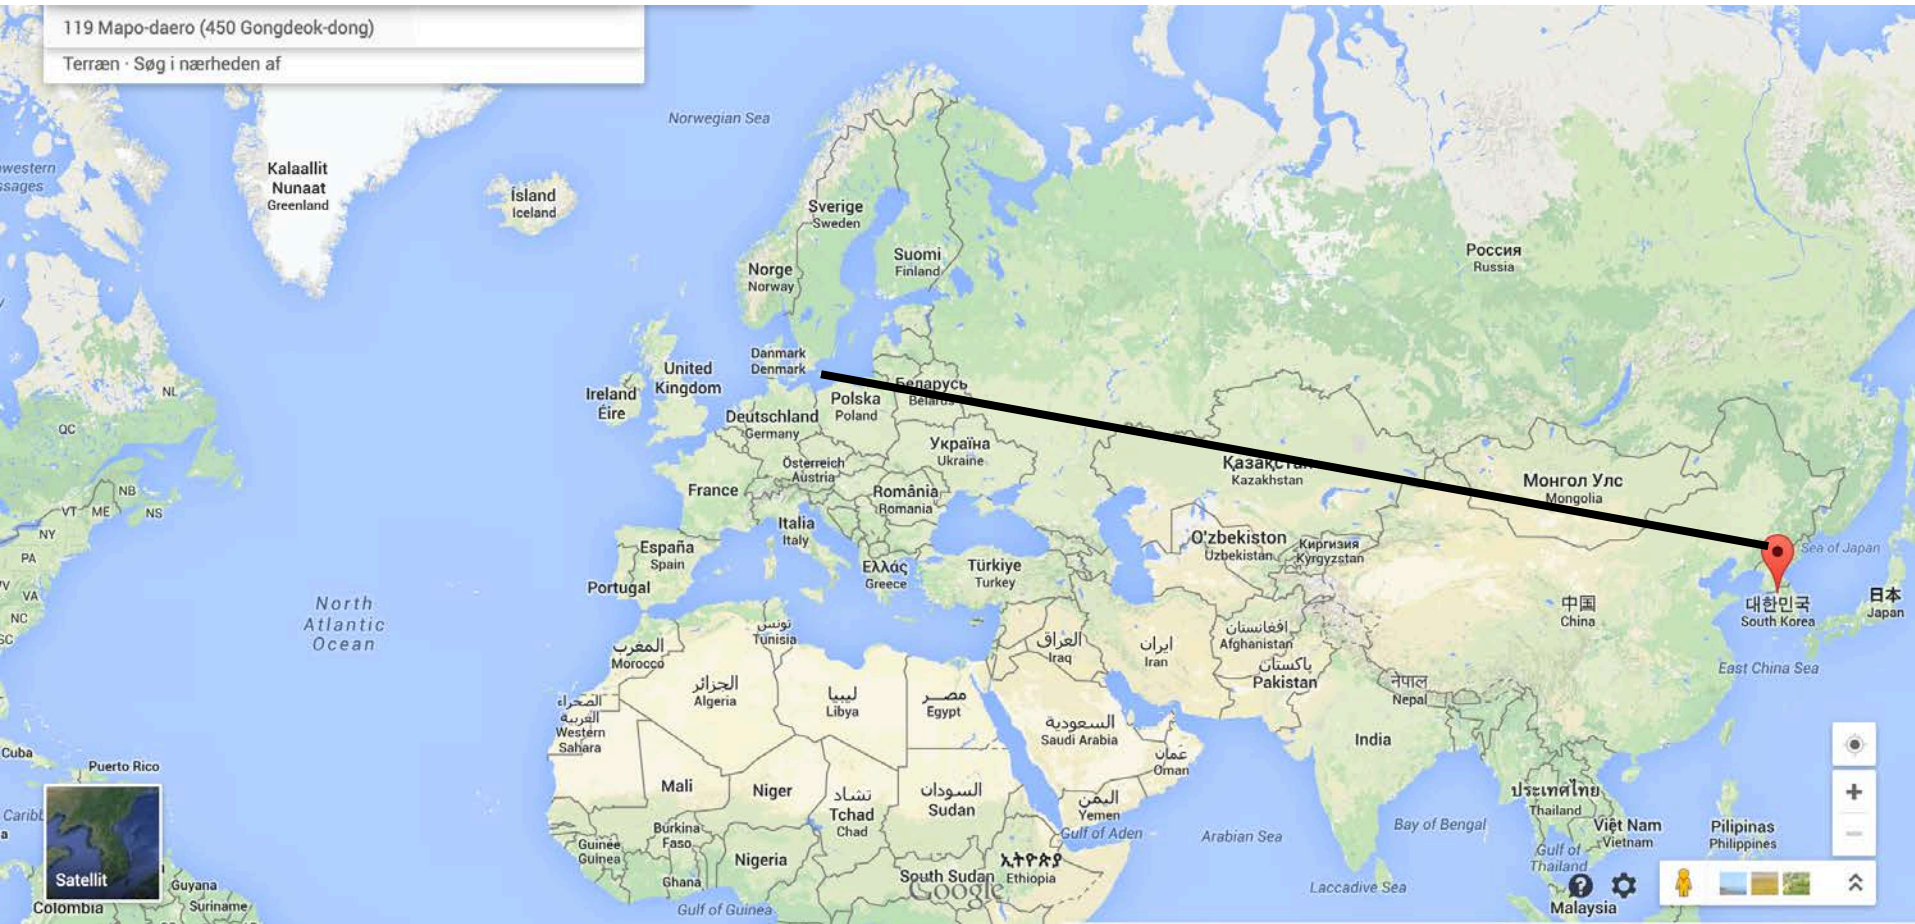 119 Mapo-daero (450 Gongdeok-dong)
Terræn · Søg i nærheden af
Norwegian Sea
western
ssages
Kalaallit
Nunaat
Greenland
Ísland
Iceland
Sverige
Sweden
Suomi
Finland
Norge
Norway
Россия
Russia
Danmark
Denmark
United
Kingdom
Ireland
Éire
NL
QC
Беларусь
Belarus
Polska
Poland
Deutschland
Germany
Україна
Ukraine
Österreich
Austria
France
România
Romania
Казахстан
Kazakhstan
Монгол Улс
Mongolia
NB
VT
ME
NS
NY
PA
VA
NC
SC
Italia
Italy
España
Spain
Portugal
Ελλάς
Greece
Türkiye
Turkey
O'zbekiston
Uzbekistan
Киргизия
Kyrgyzstan
Sea of Japan
대한민국
South Korea
日本
Japan
中国
China
East China Sea
North
Atlantic
Ocean
تونس
Tunisia
المغرب
Morocco
العراق
Iraq
ایران
Iran
افغانستان
Afghanistan
پاکستان
Pakistan
नेपाल
Nepal
الجزائر
Algeria
ليبيا
Libya
مصر
Egypt
السعودية
Saudi Arabia
عمان
Oman
الصحراء
الغربية
Western
Sahara
India
Cuba
Puerto Rico
Mali
Niger
تشاد
Tchad
Chad
السودان
Sudan
اليمن
Yemen
Gulf of Aden
Arabian Sea
Bay of Bengal
ประเทศไทย
Thailand
Việt Nam
Vietnam
Pilipinas
Philippines
Gulf of
Thailand
Caribb
a
Guinée
Guinea
Burkina
Faso
Nigeria
Ghana
South Sudan
ኢትዮጵያ
Ethiopia
Google
Gulf of Guinea
Laccadive Sea
Malaysia
Satellit
Guyana
Suriname
Colombia